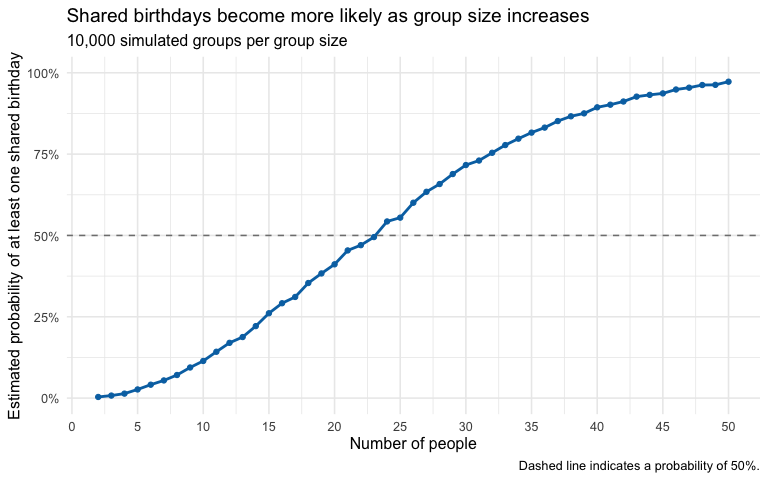 Shared birthdays become more likely as group size increases
10,000 simulated groups per group size
Estimated probability of at least one shared birthday
100%
75%
50%
25%
0%
0 5 10 15 20 25 30 35 40 45 50
Number of people
Dashed line indicates a probability of 50%.